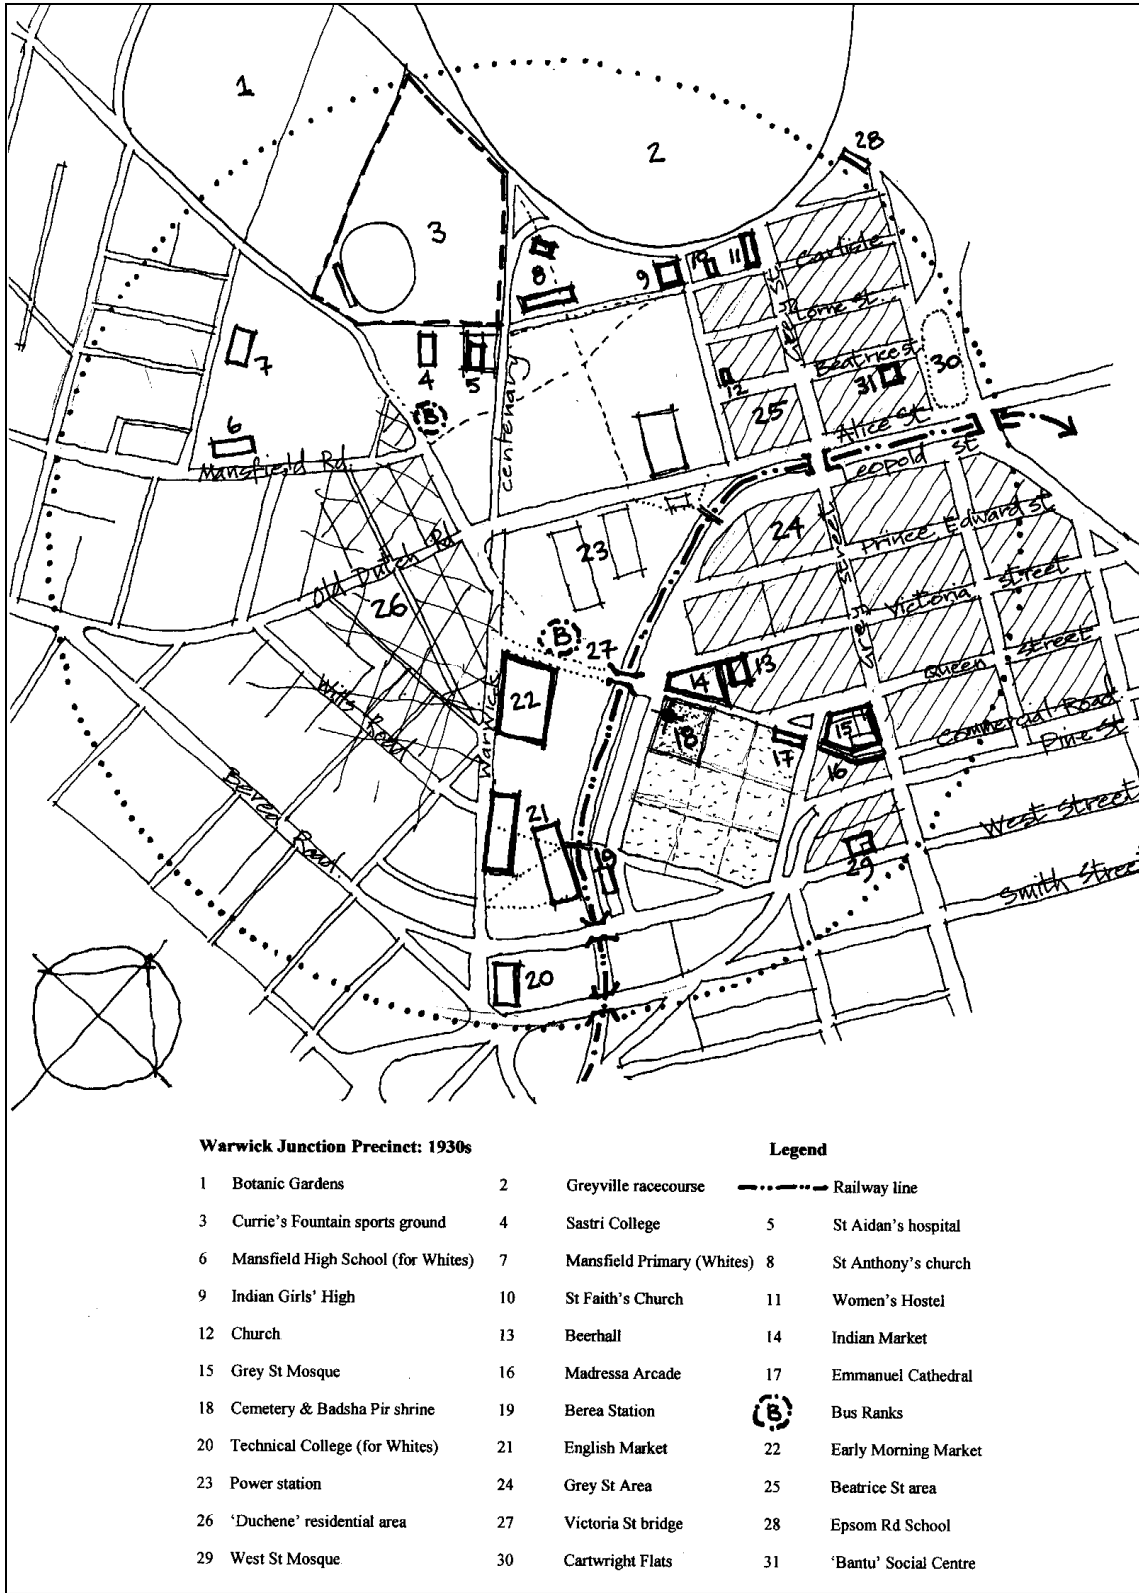 1
2
28
3
Carlisle
8
9
10
11
Grey St.
Lorne St.
7
4
5
Beatrice St.
31
30
12
B
25
centenary
6
Alice St
Mansfield Rd.
Leopold St
24
Prince Edward St
23
Old Dutch Rd
Grey Street
Victoria street
26
B
27
Queen Street
14
13
22
Wills Road
Warwick
18
15
17
16
Commercial Road
Pine St
Berea Road.
21
West Street
19
29
Smith Street
20
Warwick Junction Precinct: 1930s
Legend
1 Botanic Gardens 2 Greyville racecourse Railway line
3 Currie's Fountain sports ground 4 Sastri College 5 St Aidan's hospital
6 Mansfield High School (for Whites) 7 Mansfield Primary (Whites) 8 St Anthony's church
9 Indian Girls' High 10 St Faith's Church 11 Women's Hostel
12 Church 13 Beerhall 14 Indian Market
15 Grey St Mosque 16 Madressa Arcade 17 Emmanuel Cathedral
18 Cemetery & Badsha Pir shrine 19 Berea Station B Bus Ranks
20 Technical College (for Whites) 21 English Market 22 Early Morning Market
23 Power station 24 Grey St Area 25 Beatrice St area
26 'Duchene' residential area 27 Victoria St bridge 28 Epsom Rd School
29 West St Mosque 30 Cartwright Flats 31 'Bantu' Social Centre